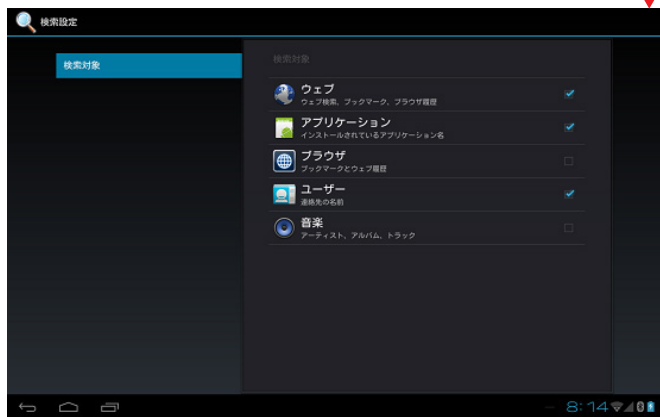 検索設定
検索対象
検索対象
ウェブ
ウェブ検索、ブックマーク、ブラウザ履歴
アプリケーション
インストールされているアプリケーション名
ブラウザ
ブックマークとウェブ履歴
ユーザー
連絡先の名前
音楽
アーティスト、アルバム、トラック
8:14